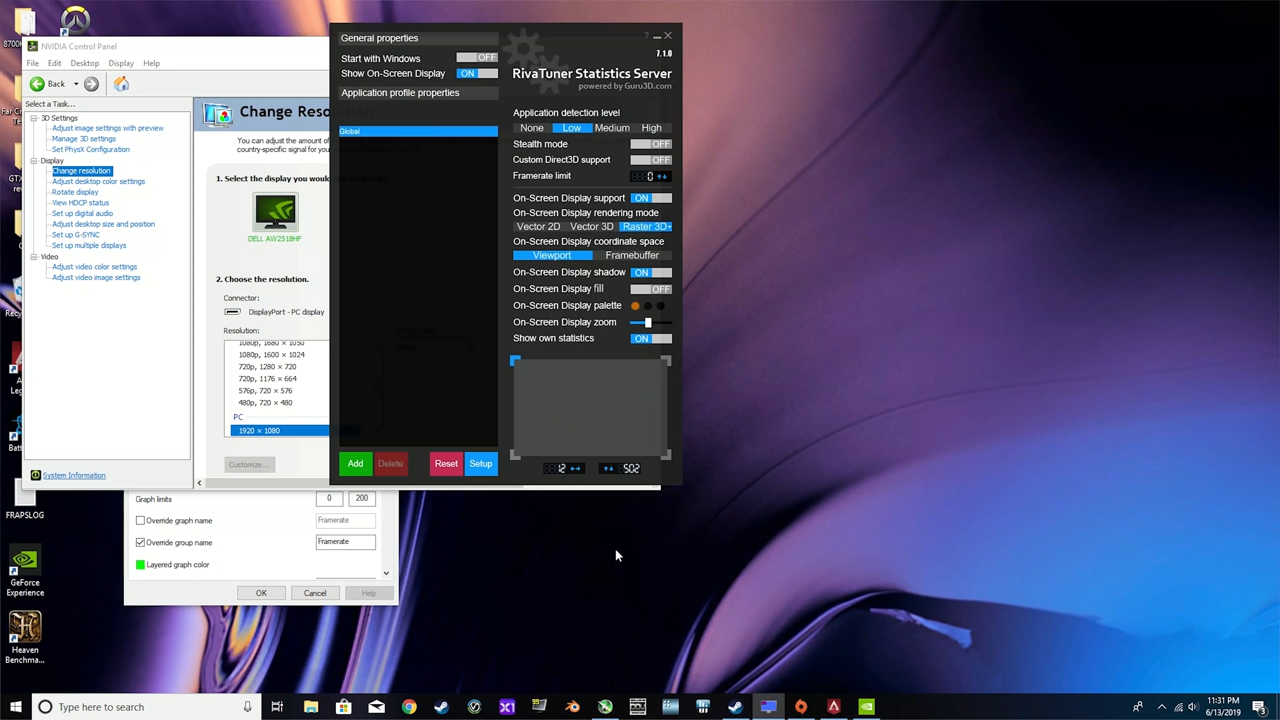 8700K
NVIDIA Control Panel
File Edit Desktop Display Help
Back
Select a Task...
3D Settings
Adjust image settings with preview
Manage 3D settings
Set PhysX Configuration
Display
Change resolution
Adjust desktop color settings
Rotate display
View HDCP status
Set up digital audio
Adjust desktop size and position
Set up G-SYNC
Set up multiple displays
Video
Adjust video color settings
Adjust video image settings
System Information
You can adjust the amount of
country-specific signal for you
1. Select the display you would
DELL AW2518HF
2. Choose the resolution.
Connector:
DisplayPort - PC display
Resolution:
1080p, 1680 × 1050
1080p, 1600 × 1024
720p, 1280 × 720
720p, 1176 × 664
576p, 720 × 576
480p, 720 × 480
PC
1920 × 1080
Customize...
General properties
Start with Windows OFF
Show On-Screen Display ON
Application profile properties
Global
Add Delete Reset Setup
? 
7.1.0
RivaTuner Statistics Server
powered by Guru3D.com
Application detection level
None Low Medium High
Stealth mode OFF
Custom Direct3D support OFF
Framerate limit 0
On-Screen Display support ON
On-Screen Display rendering mode
Vector 2D Vector 3D Raster 3D
On-Screen Display coordinate space
Viewport Framebuffer
On-Screen Display shadow ON
On-Screen Display fill OFF
On-Screen Display palette
On-Screen Display zoom
Show own statistics ON
12 502
Graph limits 0 200
Override graph name Framerate
Override group name Framerate
Layered graph color
OK Cancel Help
FRAPSLOG
GeForce
Experience
Heaven
Benchma...
Type here to search
X1
99
11:31 PM
6/13/2019
3